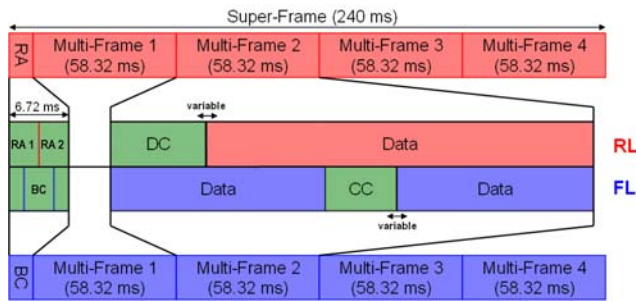 Super-Frame (240 ms)
RA
Multi-Frame 1
(58.32 ms)
Multi-Frame 2
(58.32 ms)
Multi-Frame 3
(58.32 ms)
Multi-Frame 4
(58.32 ms)
6.72 ms
variable
RA 1
RA 2
DC
Data
RL
BC
Data
CC
Data
FL
variable
BC
Multi-Frame 1
(58.32 ms)
Multi-Frame 2
(58.32 ms)
Multi-Frame 3
(58.32 ms)
Multi-Frame 4
(58.32 ms)